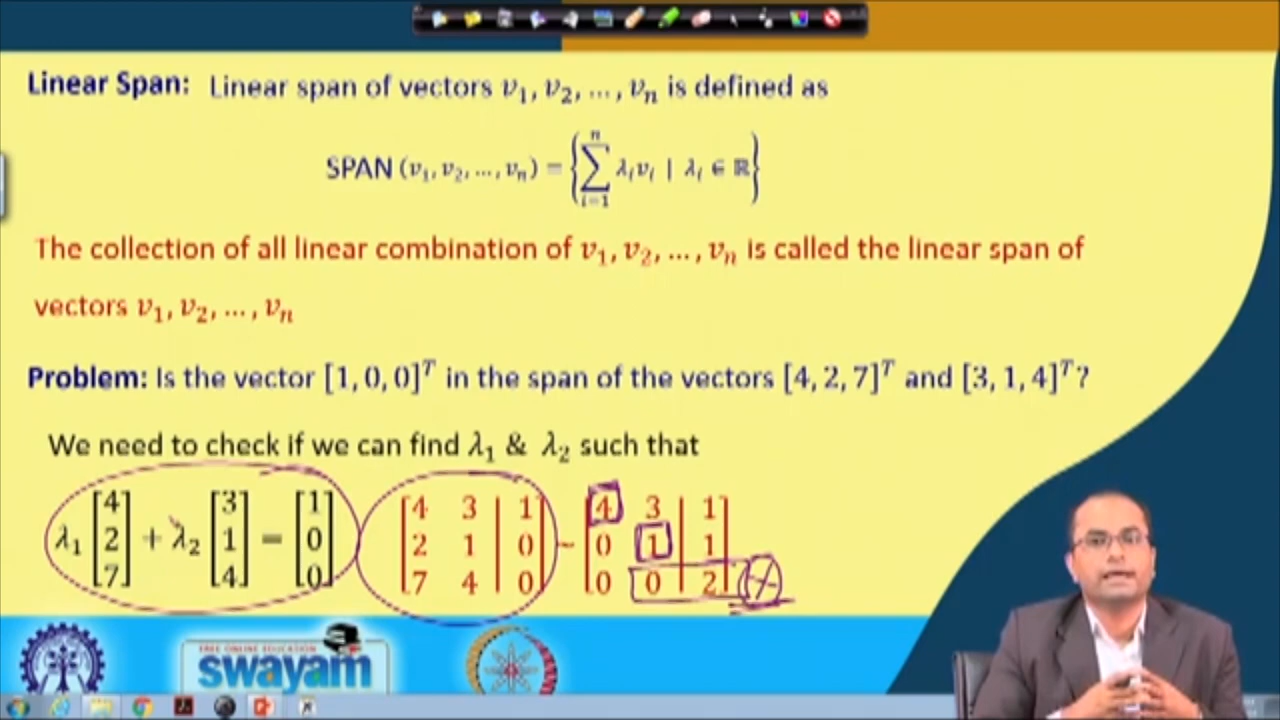 Linear Span: Linear span of vectors v₁, v₂, …, vₙ is defined as
SPAN (v₁, v₂, …, vₙ) = { ∑ᵢ₌₁ⁿ λᵢvᵢ | λᵢ ∈ ℝ }
The collection of all linear combination of v₁, v₂, …, vₙ is called the linear span of
vectors v₁, v₂, …, vₙ
Problem: Is the vector [1, 0, 0]ᵀ in the span of the vectors [4, 2, 7]ᵀ and [3, 1, 4]ᵀ?
We need to check if we can find λ₁ & λ₂ such that
[4 3 1 4 3 | 1 4 3 | 1
λ₁ 2 + λ₂ 1 = 0 2 1 | 0 ~ 0 1 | 1
7 4 0] 7 4 | 0 0 0 | 2]
FREE ONLINE EDUCATION
swayam